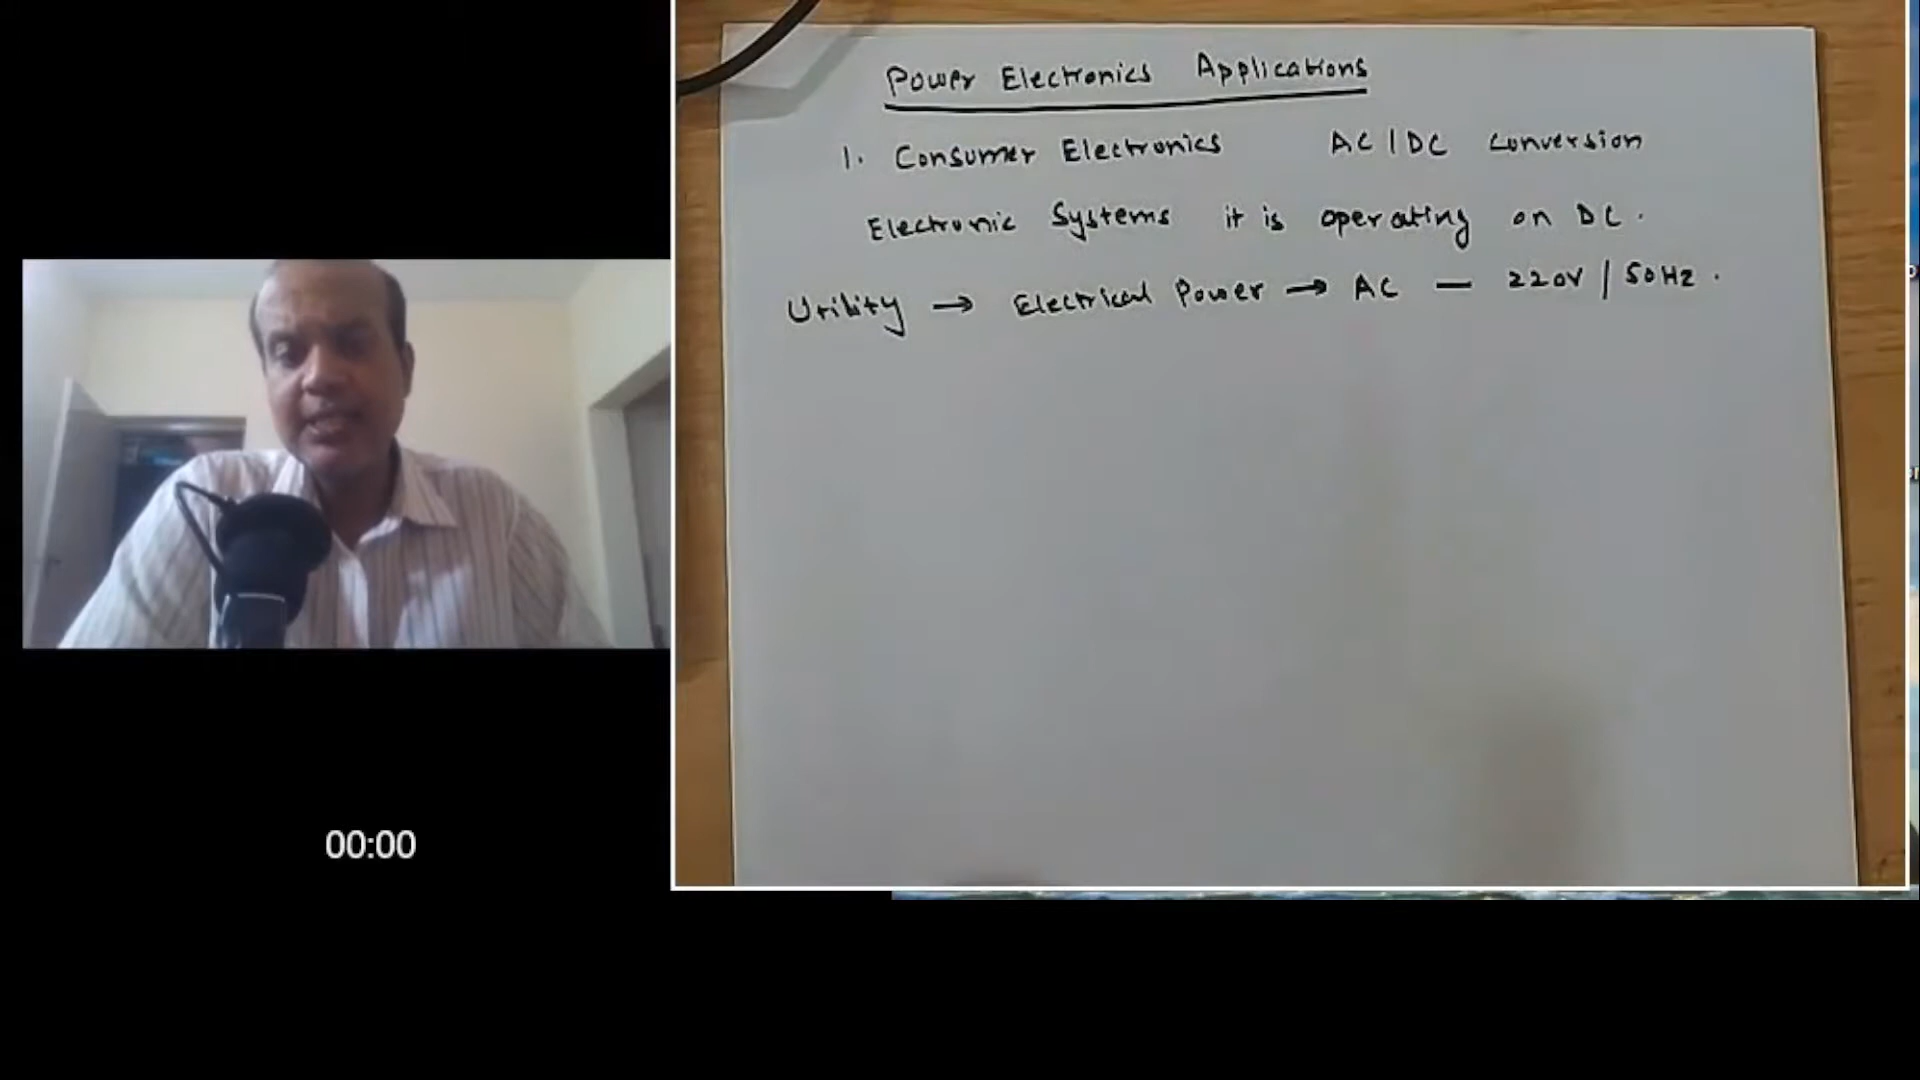 Power Electronics Applications
1. Consumer Electronics AC/DC conversion
Electronic Systems it is operating on DC.
Utility → Electrical Power → AC — 220V / 50Hz.
00:00